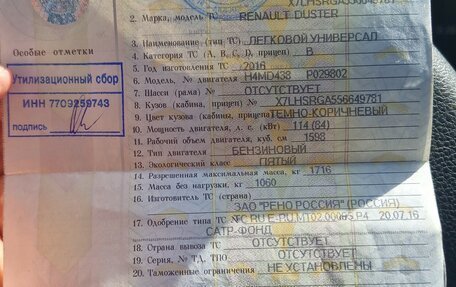 X7LHSRGA556649781
2. Марка, модель ТС RENAULT DUSTER
Особые отметки
3. Наименование (тип ТС) ЛЕГКОВОЙ УНИВЕРСАЛ
4. Категория ТС (А, В, С, D, прицеп) B
5. Год изготовления ТС 2016
6. Модель, № двигателя H4MD438 P029802
7. Шасси (рама) № ОТСУТСТВУЕТ
8. Кузов (кабина, прицеп) № X7LHSRGA556649781
9. Цвет кузова (кабины, прицепа) ТЕМНО-КОРИЧНЕВЫЙ
10. Мощность двигателя, л. с. (кВт) 114 (84)
11. Рабочий объем двигателя, куб. см 1598
12. Тип двигателя БЕНЗИНОВЫЙ
13. Экологический класс ПЯТЫЙ
14. Разрешенная максимальная масса, кг 1716
15. Масса без нагрузки, кг 1060
16. Изготовитель ТС (страна)
ЗАО "РЕНО РОССИЯ" (РОССИЯ)
17. Одобрение типа ТС № 20.07.16
САТР-ФОНД
18. Страна вывоза ТС ОТСУТСТВУЕТ
19. Серия, № ТД, ТПО ОТСУТСТВУЕТ
20. Таможенные ограничения НЕ УСТАНОВЛЕНЫ
Утилизационный сбор
ИНН 7703259743
подпись